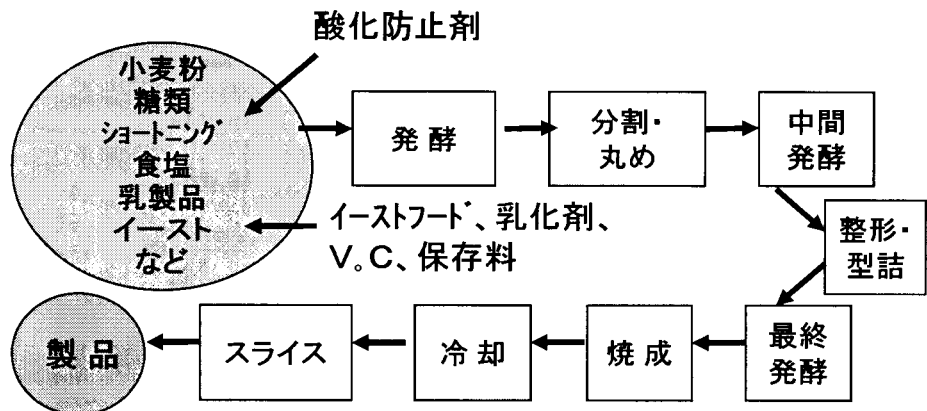 酸化防止剤
小麦粉
糖類
ショートニング
食塩
乳製品
イースト
など
発酵
分割・
丸め
中間
発酵
イーストフード、乳化剤、
V。C、保存料
整形・
型詰
製品
スライス
冷却
焼成
最終
発酵